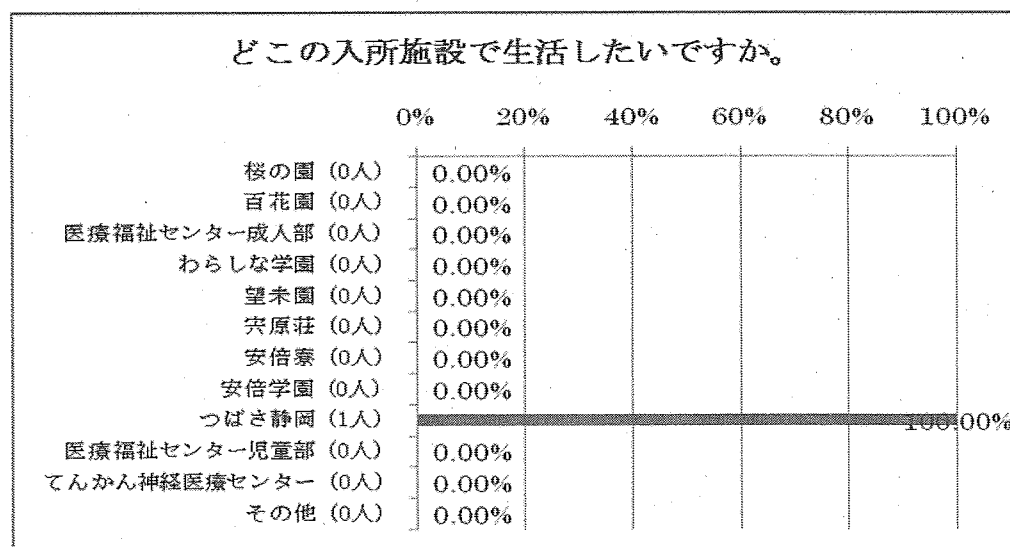 どこの入所施設で生活したいですか。
0% 20% 40% 60% 80% 100%
桜の園 (0人) 0.00%
百花園 (0人) 0.00%
医療福祉センター成人部 (0人) 0.00%
わらしな学園 (0人) 0.00%
望未園 (0人) 0.00%
宍原荘 (0人) 0.00%
安倍寮 (0人) 0.00%
安倍学園 (0人) 0.00%
つばさ静岡 (1人) 100.00%
医療福祉センター児童部 (0人) 0.00%
てんかん神経医療センター (0人) 0.00%
その他 (0人) 0.00%